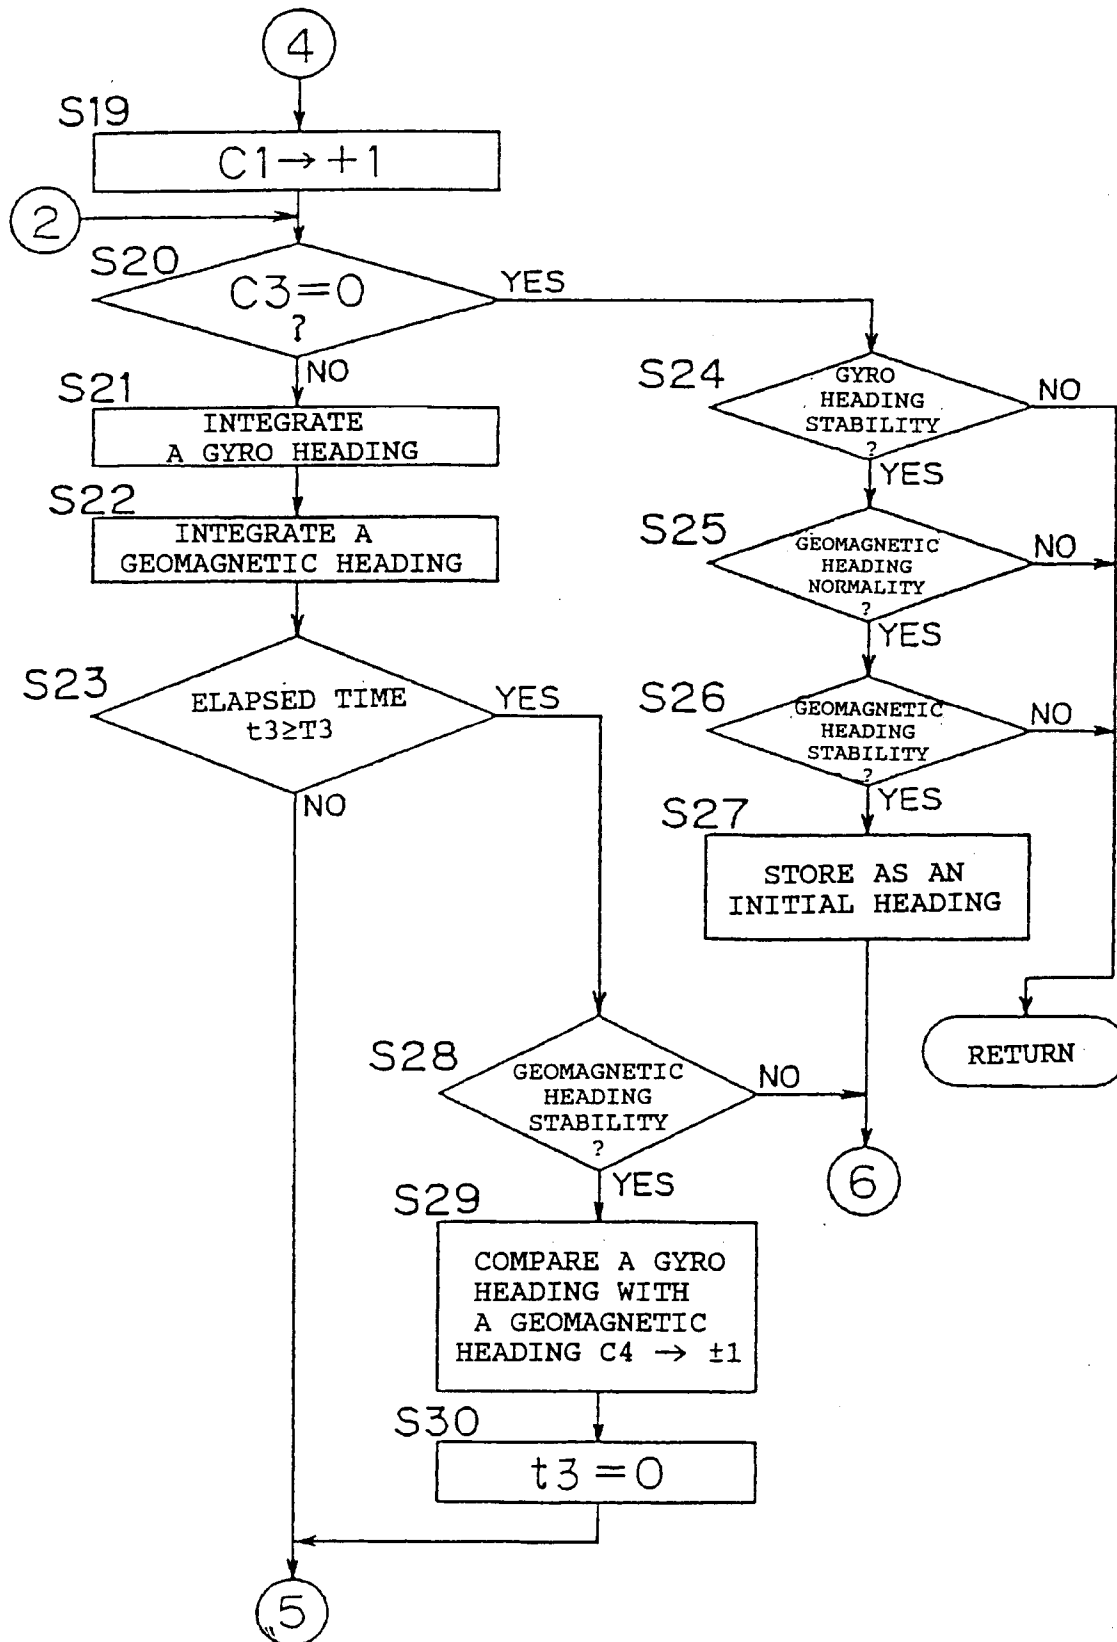 4
S19
C1→+1
2
S20
C3=0
?
YES
NO
S21
INTEGRATE
A GYRO HEADING
S22
INTEGRATE A
GEOMAGNETIC HEADING
S23
ELAPSED TIME
t3≥T3
YES
NO
S24
GYRO
HEADING
STABILITY
?
NO
YES
S25
GEOMAGNETIC
HEADING
NORMALITY
?
NO
YES
S26
GEOMAGNETIC
HEADING
STABILITY
?
NO
YES
S27
STORE AS AN
INITIAL HEADING
RETURN
S28
GEOMAGNETIC
HEADING
STABILITY
?
NO
YES
6
S29
COMPARE A GYRO
HEADING WITH
A GEOMAGNETIC
HEADING C4 → ±1
S30
t3=0
5